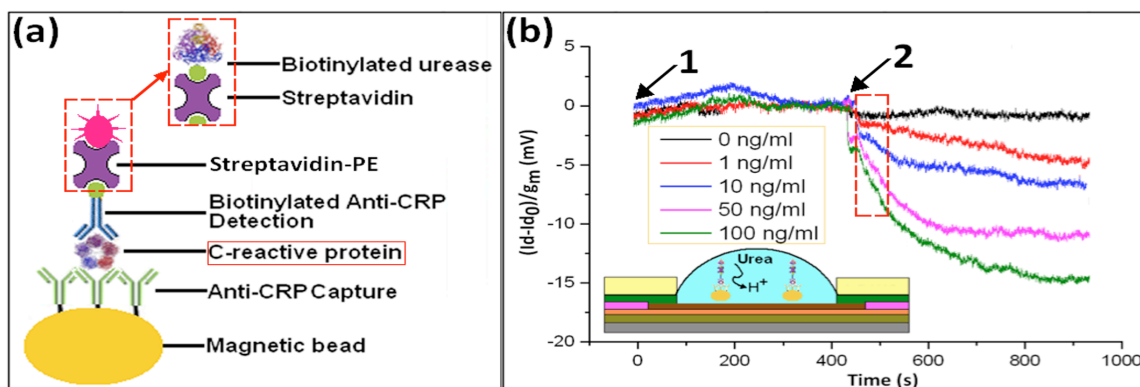 (a)
Biotinylated urease
Streptavidin
Streptavidin-PE
Biotinylated Anti-CRP
Detection
C-reactive protein
Anti-CRP Capture
Magnetic bead
(b)
5
0
-5
-10
-15
-20
(Id-Id0)/gm (mV)
1
2
0 ng/ml
1 ng/ml
10 ng/ml
50 ng/ml
100 ng/ml
Urea
H+
0
200
400
600
800
1000
Time (s)